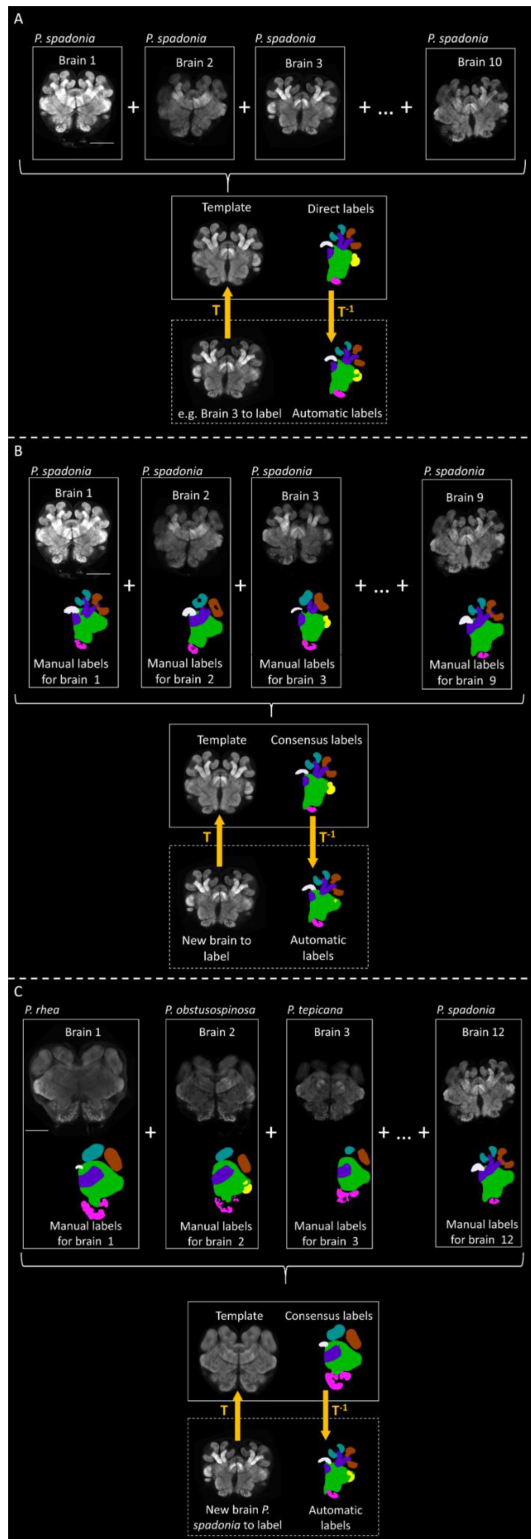 A
P. spadonia
P. spadonia
P. spadonia
P. spadonia
Brain 1
Brain 2
Brain 3
Brain 10
+
+
+ ... +
Template
Direct labels
T
T-1
e.g. Brain 3 to label
Automatic labels
B
P. spadonia
P. spadonia
P. spadonia
P. spadonia
Brain 1
Brain 2
Brain 3
Brain 9
+
+
+ ... +
Manual labels
for brain 1
Manual labels
for brain 2
Manual labels
for brain 3
Manual labels
for brain 9
Template
Consensus labels
T
T-1
New brain to
label
Automatic
labels
C
P. rhea
P. obstusospinosa
P. tepicana
P. spadonia
Brain 1
Brain 2
Brain 3
Brain 12
+
+
+ ... +
Manual labels
for brain 1
Manual labels
for brain 2
Manual labels
for brain 3
Manual labels
for brain 12
Template
Consensus labels
T
T-1
New brain P.
spadonia to label
Automatic
labels